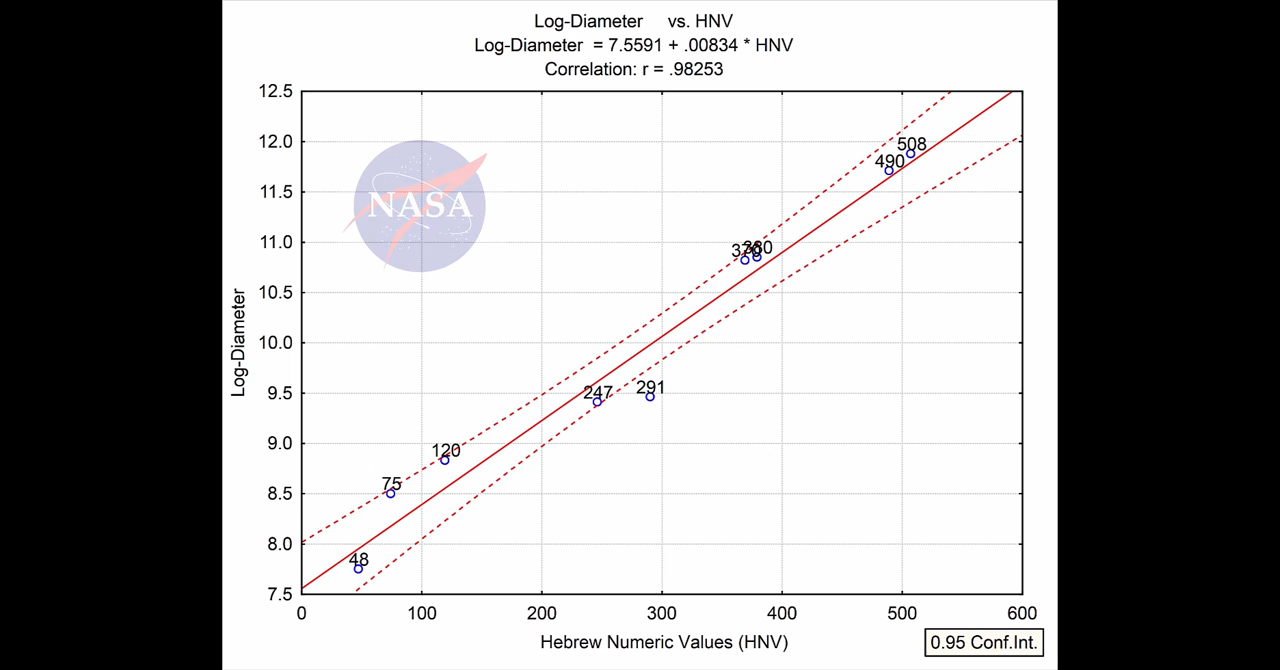 Log-Diameter vs. HNV
Log-Diameter = 7.5591 + .00834 * HNV
Correlation: r = .98253
12.5
12.0
11.5
11.0
10.5
10.0
9.5
9.0
8.5
8.0
7.5
Log-Diameter
NASA
508
490
370
380
291
247
120
75
48
0 100 200 300 400 500 600
Hebrew Numeric Values (HNV)
0.95 Conf.Int.